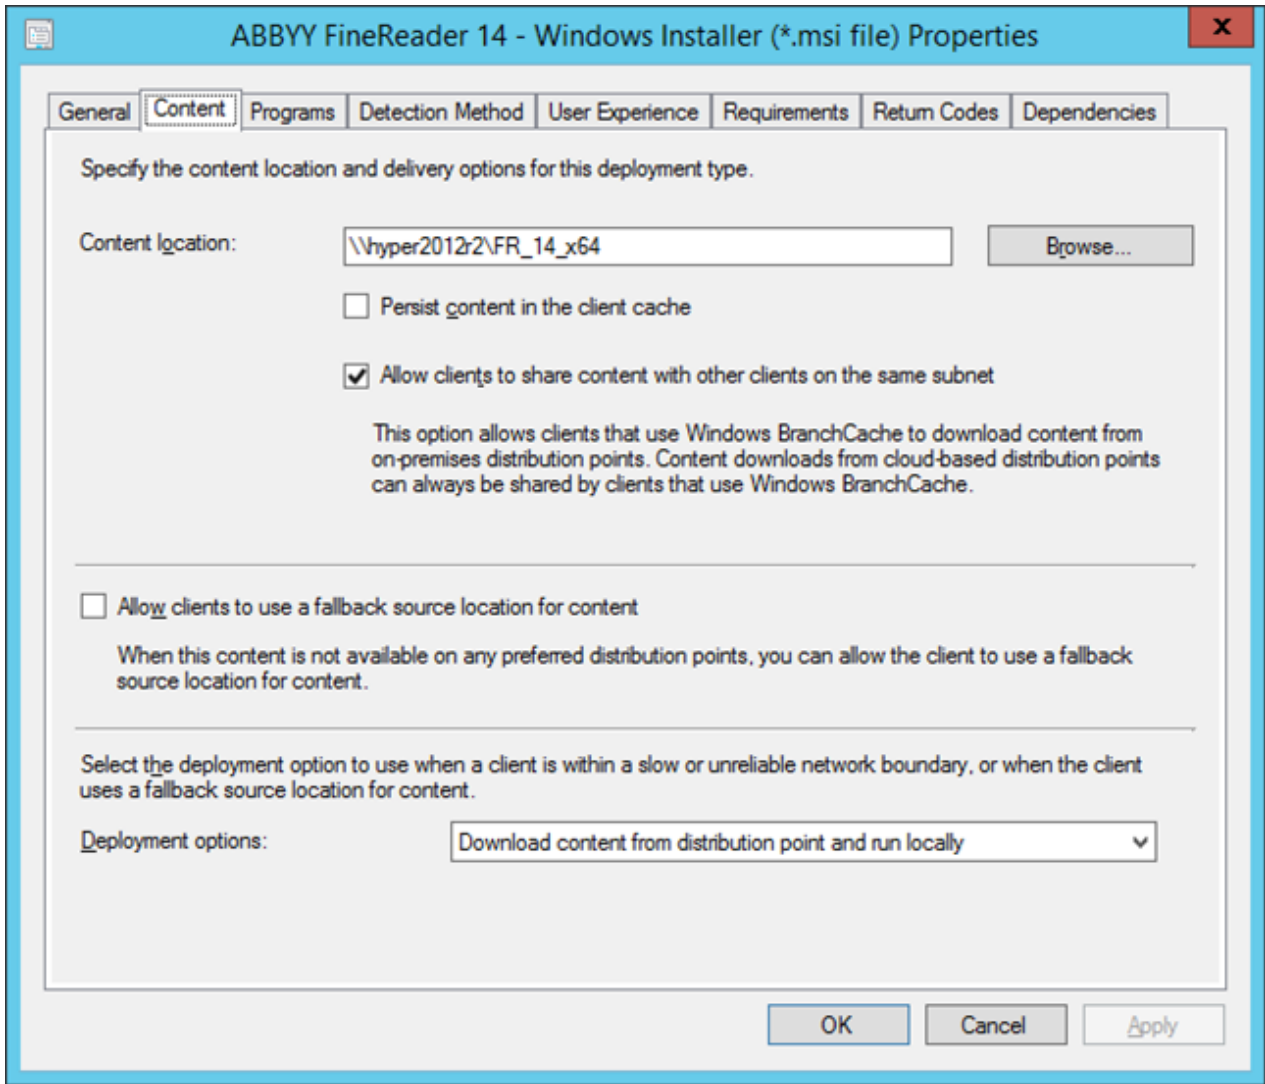 ABBYY FineReader 14 - Windows Installer (*.msi file) Properties
x
General Content Programs Detection Method User Experience Requirements Return Codes Dependencies
Specify the content location and delivery options for this deployment type.
Content location: \\hyper2012r2\FR_14_x64 Browse...
Persist content in the client cache
Allow clients to share content with other clients on the same subnet
This option allows clients that use Windows BranchCache to download content from
on-premises distribution points. Content downloads from cloud-based distribution points
can always be shared by clients that use Windows BranchCache.
Allow clients to use a fallback source location for content
When this content is not available on any preferred distribution points, you can allow the client to use a fallback
source location for content.
Select the deployment option to use when a client is within a slow or unreliable network boundary, or when the client
uses a fallback source location for content.
Deployment options: Download content from distribution point and run locally
OK Cancel Apply